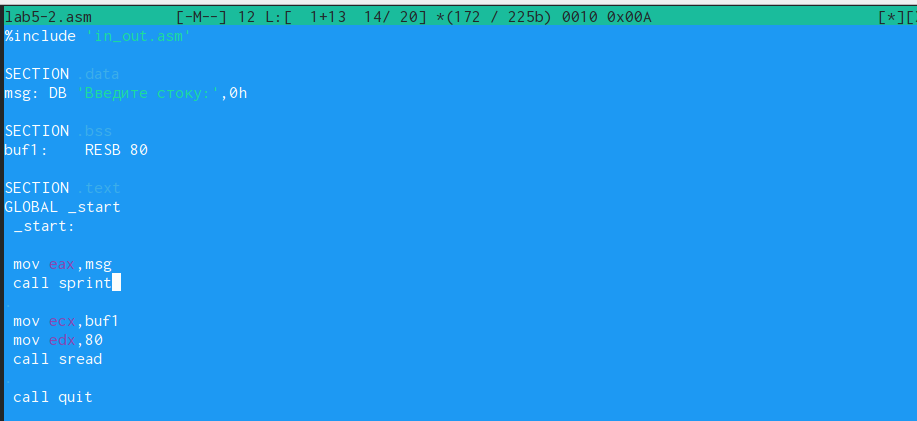 lab5-2.asm [-M--] 12 L:[ 1+13 14/ 20] *(172 / 225b) 0010 0x00A [*][
%include 'in_out.asm'
SECTION .data
msg: DB 'Введите стоку:',0h
SECTION .bss
buf1: RESB 80
SECTION .text
GLOBAL _start
_start:
mov eax,msg
call sprint
mov ecx,buf1
mov edx,80
call sread
call quit